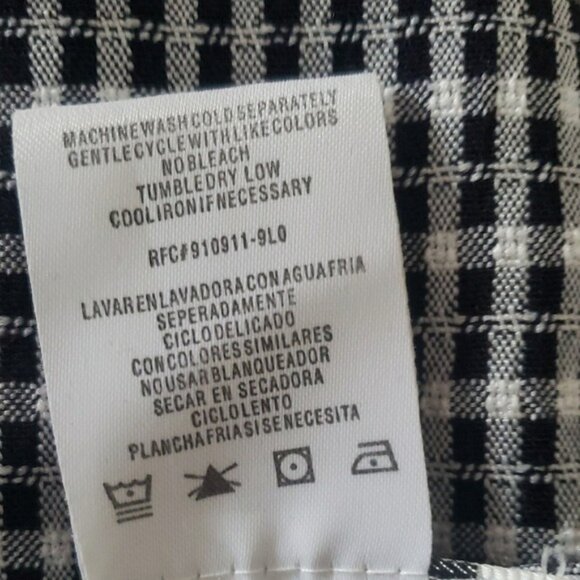 MACHINE WASH COLD SEPARATELY
GENTLE CYCLE WITH LIKE COLORS
NO BLEACH
TUMBLE DRY LOW
COOL IRON IF NECESSARY
RFC#910911-9L0
LAVAR EN LAVADORA CON AGUA FRIA
SEPERADAMENTE
CICLO DELICADO
CON COLORES SIMILARES
NO USAR BLANQUEADOR
SECAR EN SECADORA
CICLO LENTO
PLANCHA FRIA SI SE NECESITA